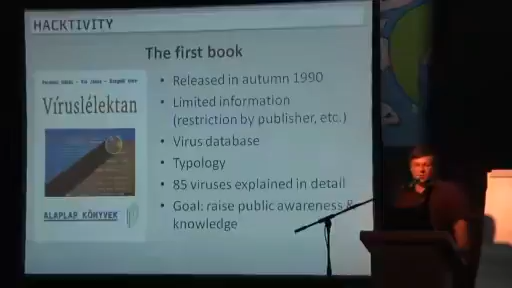 HACKTIVITY
The first book
• Released in autumn 1990
• Limited information
(restriction by publisher, etc.)
• Virus database
• Typology
• 85 viruses explained in detail
• Goal: raise public awareness &
knowledge
Víruslélektan
ALAPLAP KÖNYVEK